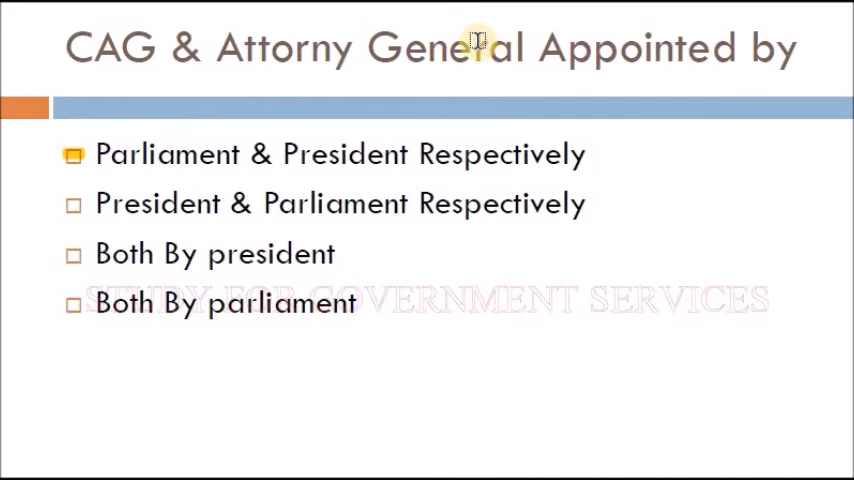 CAG & Attorny General Appointed by
Parliament & President Respectively
President & Parliament Respectively
Both By president
Both By parliament
STUDY FOR GOVERNMENT SERVICES